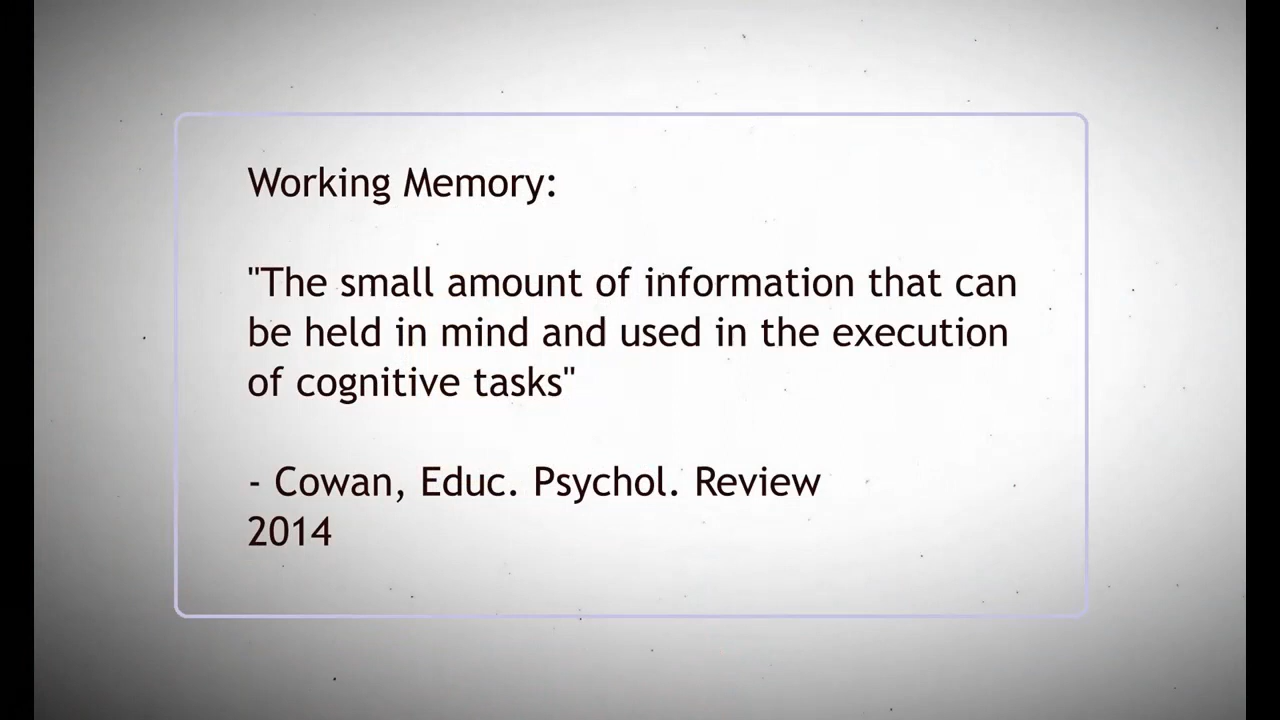 Working Memory:
"The small amount of information that can
be held in mind and used in the execution
of cognitive tasks"
- Cowan, Educ. Psychol. Review
2014